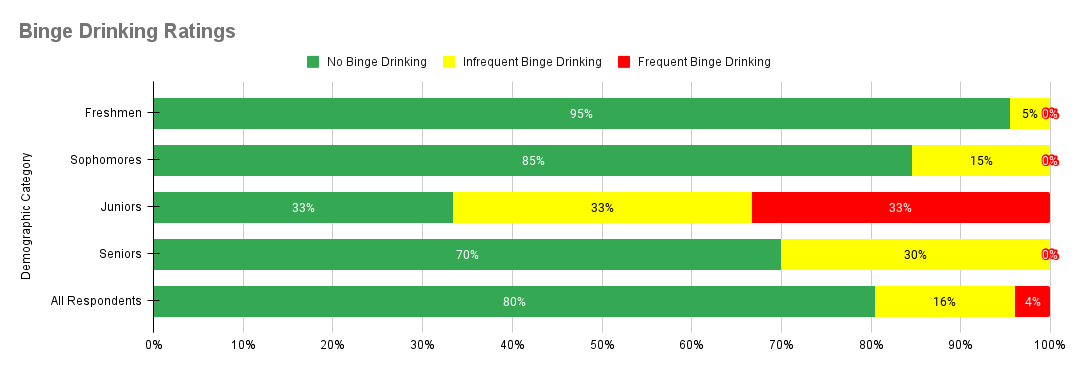 Binge Drinking Ratings
No Binge Drinking Infrequent Binge Drinking Frequent Binge Drinking
Demographic Category
Freshmen 95% 5% 0%
Sophomores 85% 15% 0%
Juniors 33% 33% 33%
Seniors 70% 30% 0%
All Respondents 80% 16% 4%
0% 10% 20% 30% 40% 50% 60% 70% 80% 90% 100%